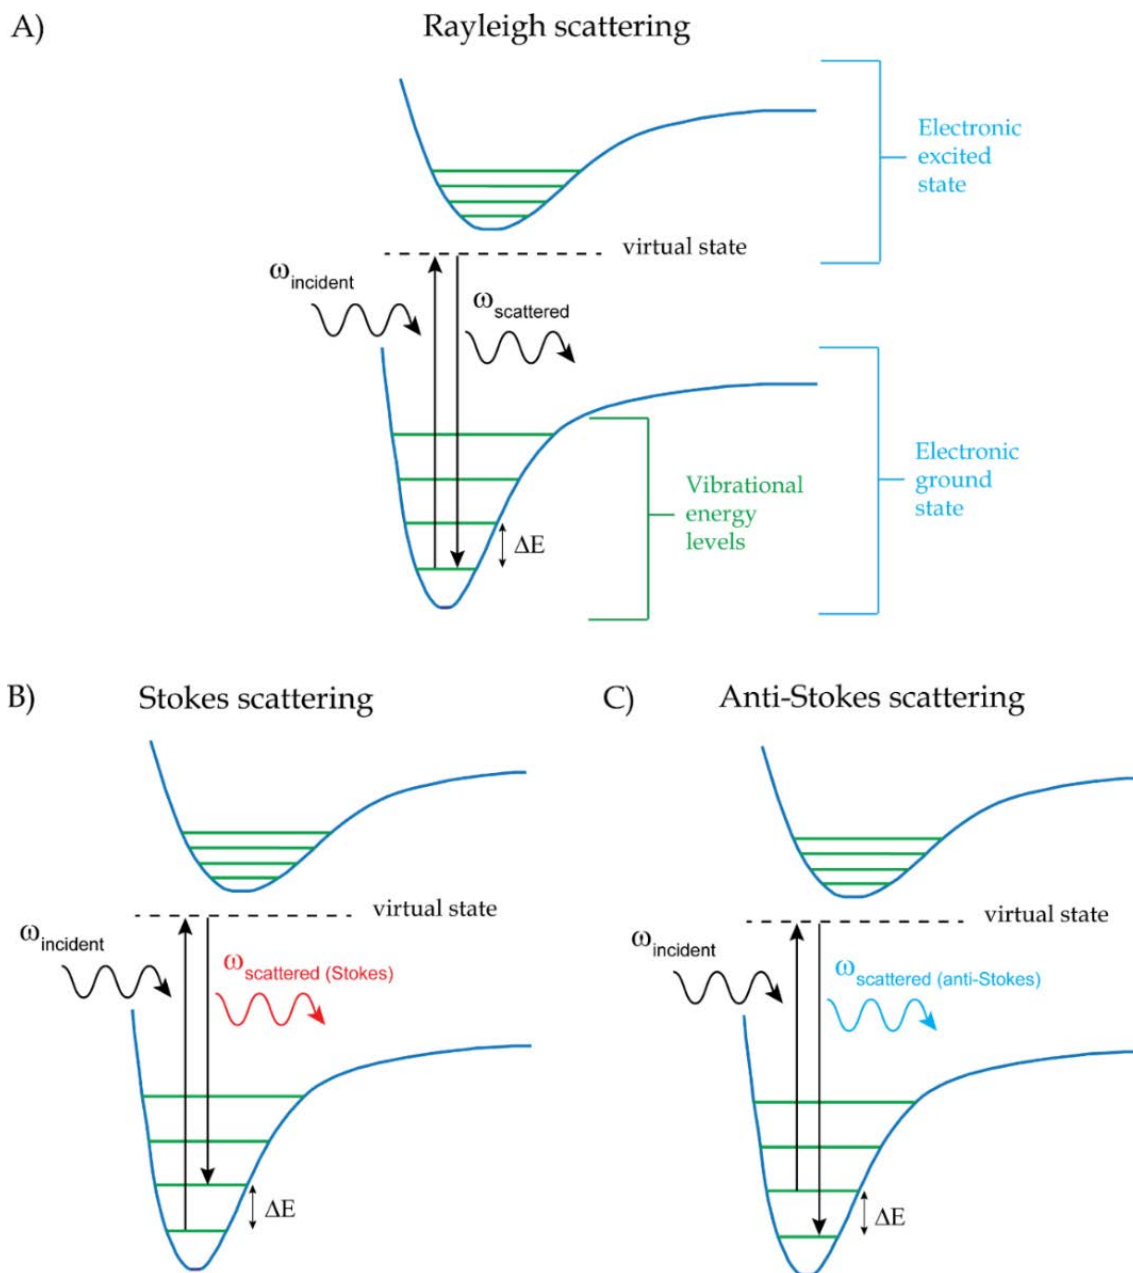 A)
Rayleigh scattering
Electronic
excited
state
virtual state
ωincident
ωscattered
Electronic
ground
state
Vibrational
energy
levels
ΔE
B)
Stokes scattering
virtual state
ωincident
ωscattered (Stokes)
ΔE
C)
Anti-Stokes scattering
virtual state
ωincident
ωscattered (anti-Stokes)
ΔE